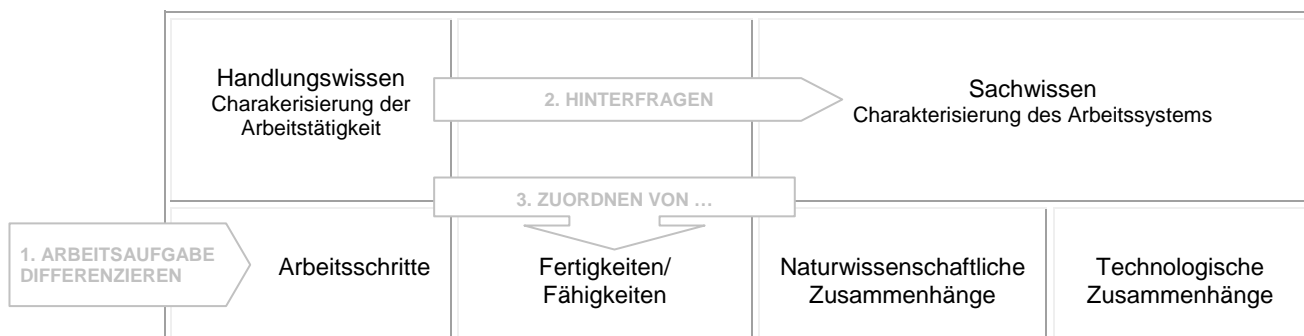 Handlungswissen
Charakerisierung der
Arbeitstätigkeit
2. HINTERFRAGEN
Sachwissen
Charakterisierung des Arbeitssystems
3. ZUORDNEN VON …
1. ARBEITSAUFGABE
DIFFERENZIEREN
Arbeitsschritte
Fertigkeiten/
Fähigkeiten
Naturwissenschaftliche
Zusammenhänge
Technologische
Zusammenhänge